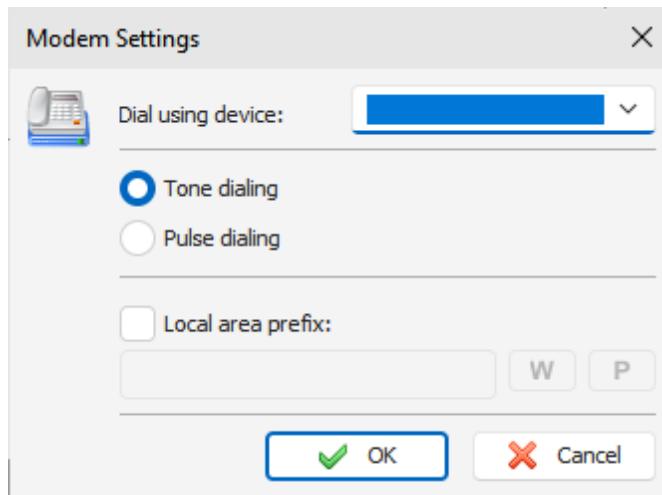 Modem Settings
Dial using device:
Tone dialing
Pulse dialing
Local area prefix:
W P
OK Cancel